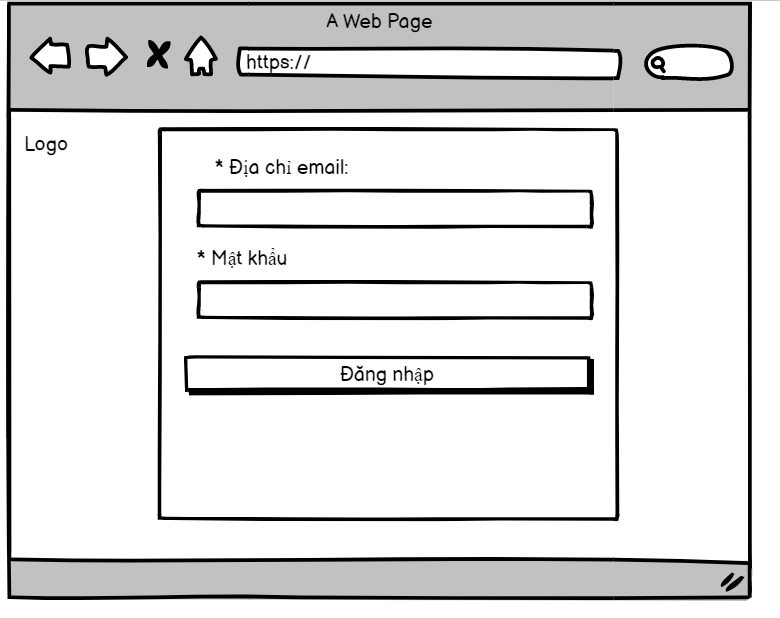 A Web Page
https://
Logo
* Địa chỉ email:
* Mật khẩu
Đăng nhập